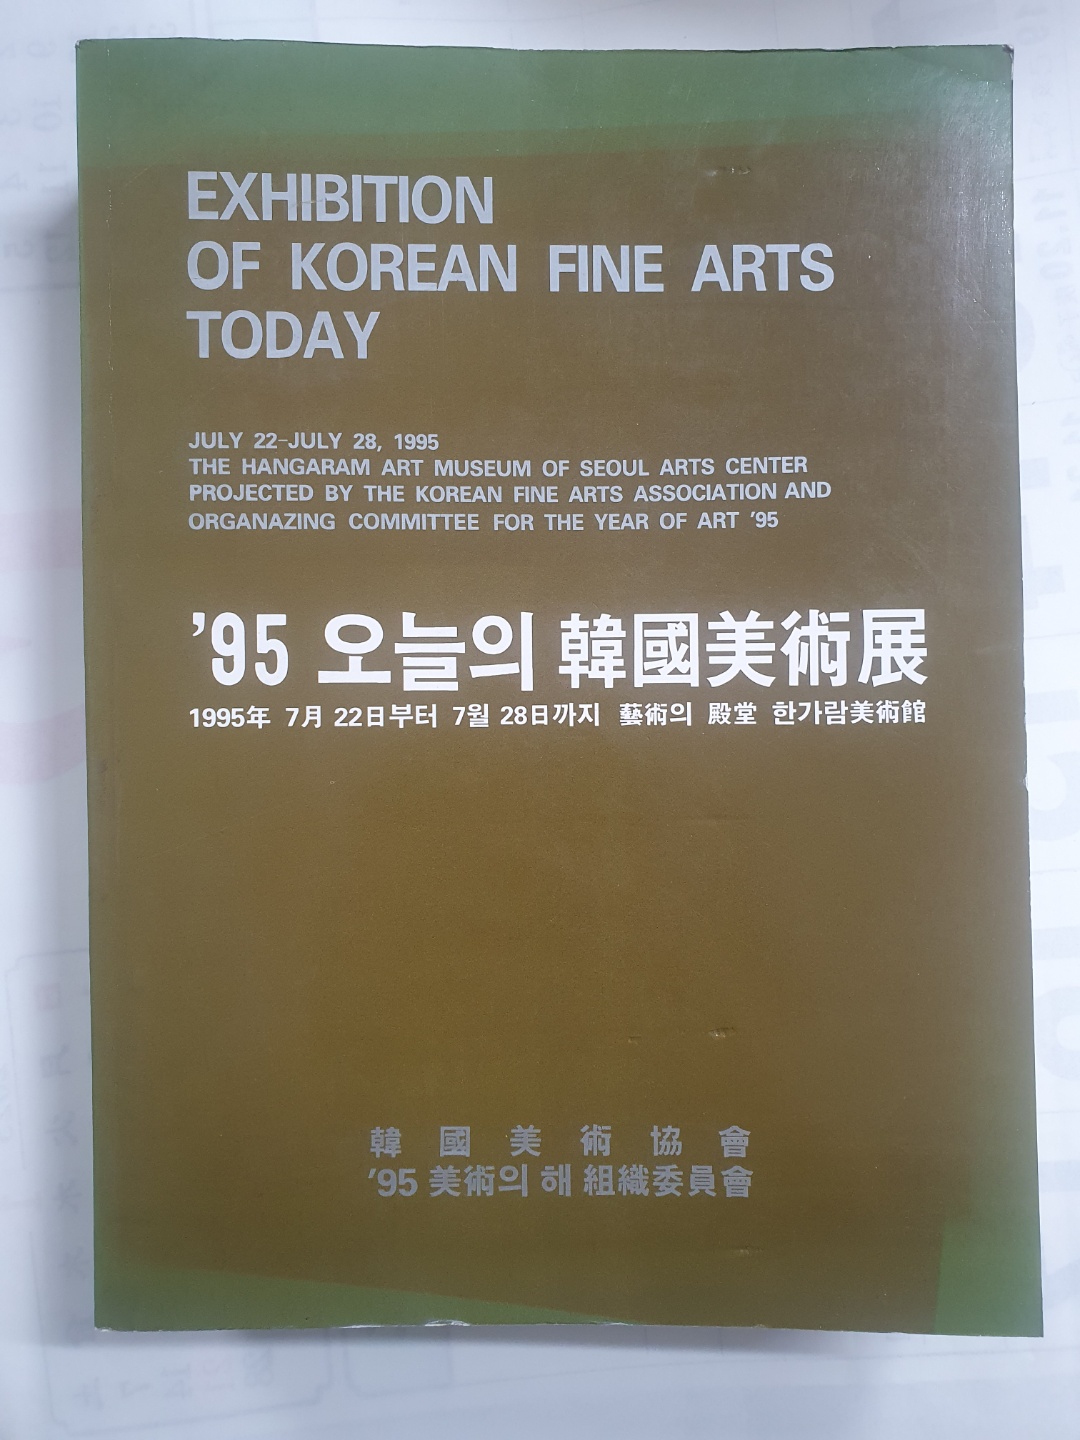 EXHIBITION
OF KOREAN FINE ARTS
TODAY
JULY 22-JULY 28, 1995
THE HANGARAM ART MUSEUM OF SEOUL ARTS CENTER
PROJECTED BY THE KOREAN FINE ARTS ASSOCIATION AND
ORGANAZING COMMITTEE FOR THE YEAR OF ART '95
'95 오늘의 韓國美術展
1995年 7月 22日부터 7월 28日까지 藝術의 殿堂 한가람美術館
韓國美術協會
'95 美術의 해 組織委員會